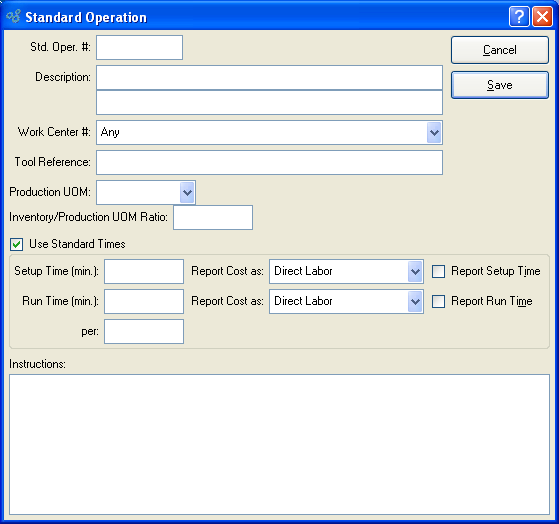 Standard Operation
Std. Oper. #:
Cancel
Description:
Save
Work Center #: Any
Tool Reference:
Production UOM:
Inventory/Production UOM Ratio:
Use Standard Times
Setup Time (min.): Report Cost as: Direct Labor Report Setup Time
Run Time (min.): Report Cost as: Direct Labor Report Run Time
per:
Instructions: